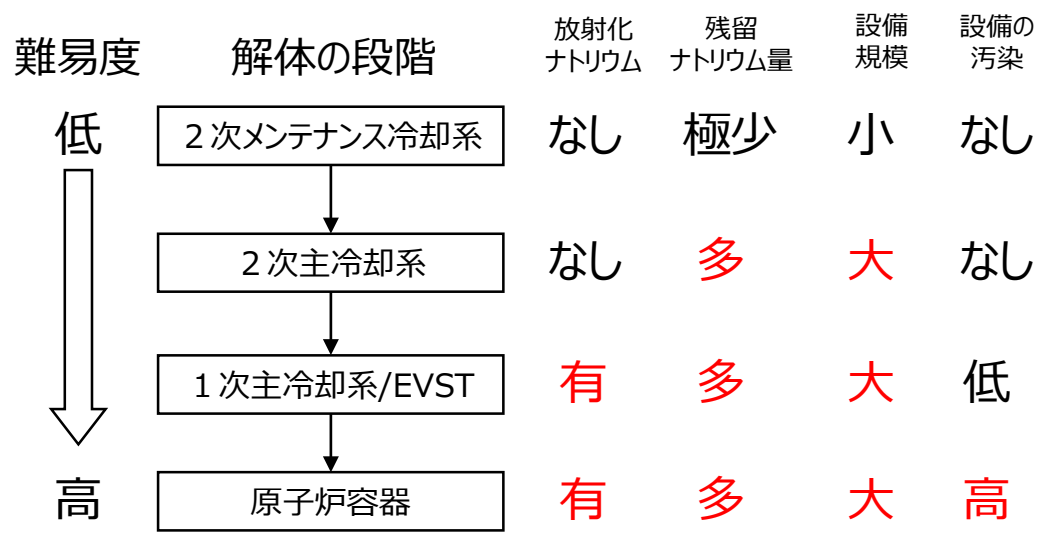 難易度 解体の段階 放射化 残留 設備 設備の
ナトリウム ナトリウム量 規模 汚染
低 ２次メンテナンス冷却系 なし 極少 小 なし
２次主冷却系 なし 多 大 なし
１次主冷却系/EVST 有 多 大 低
高 原子炉容器 有 多 大 高